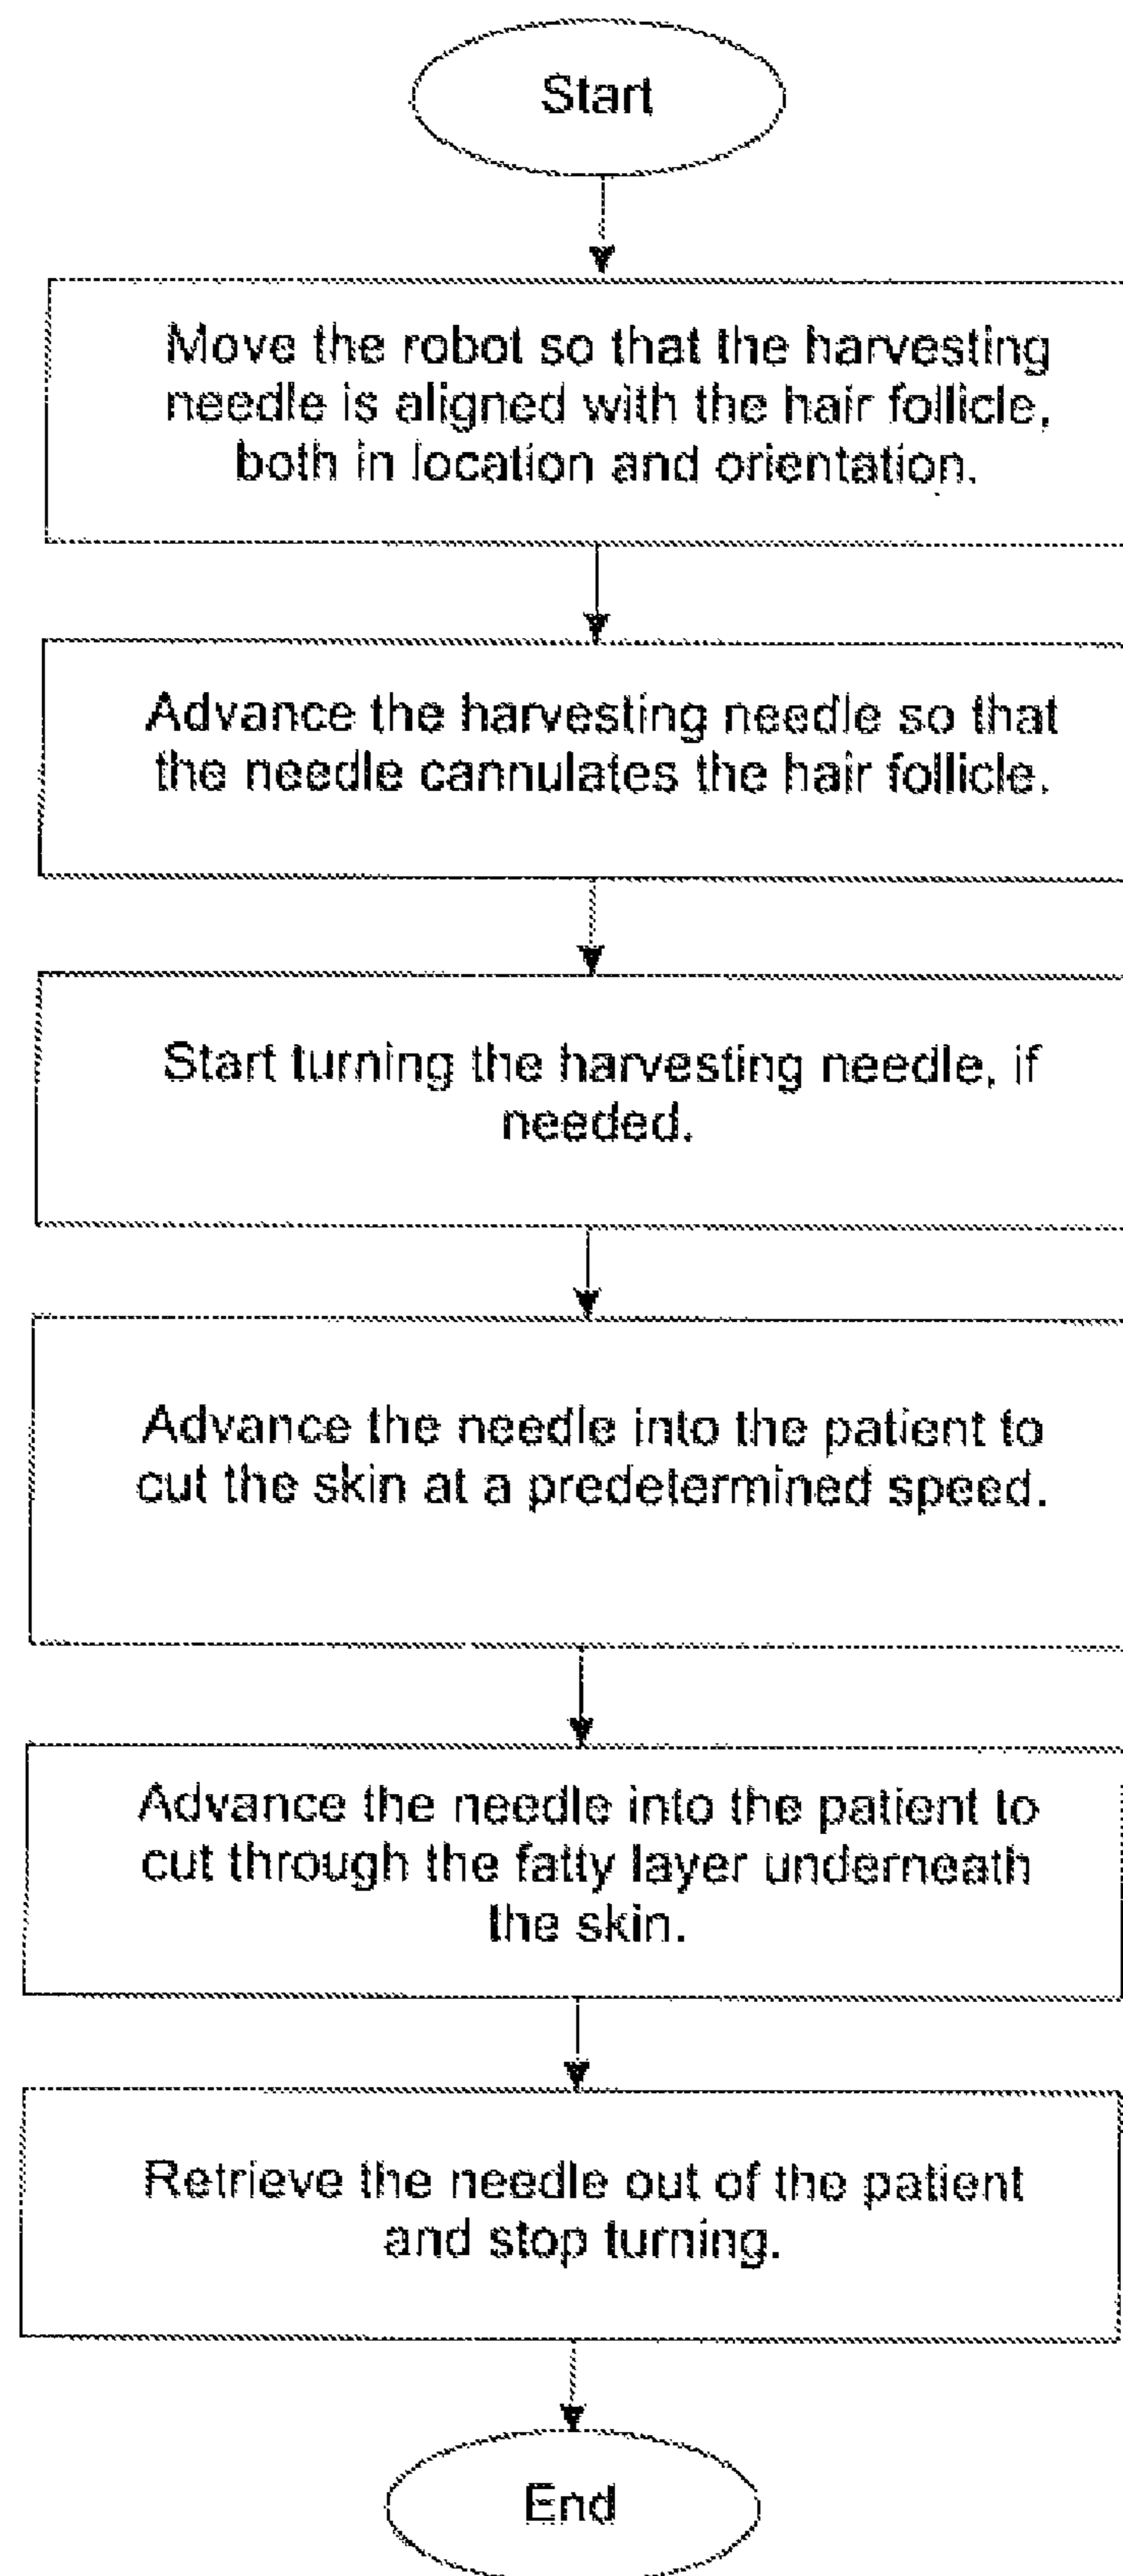 Start
Move the robot so that the harvesting
needle is aligned with the hair follicle,
both in location and orientation.
Advance the harvesting needle so that
the needle cannulates the hair follicle.
Start turning the harvesting needle, if
needed.
Advance the needle into the patient to
cut the skin at a predetermined speed.
Advance the needle into the patient to
cut through the fatty layer underneath
the skin.
Retrieve the needle out of the patient
and stop turning.
End